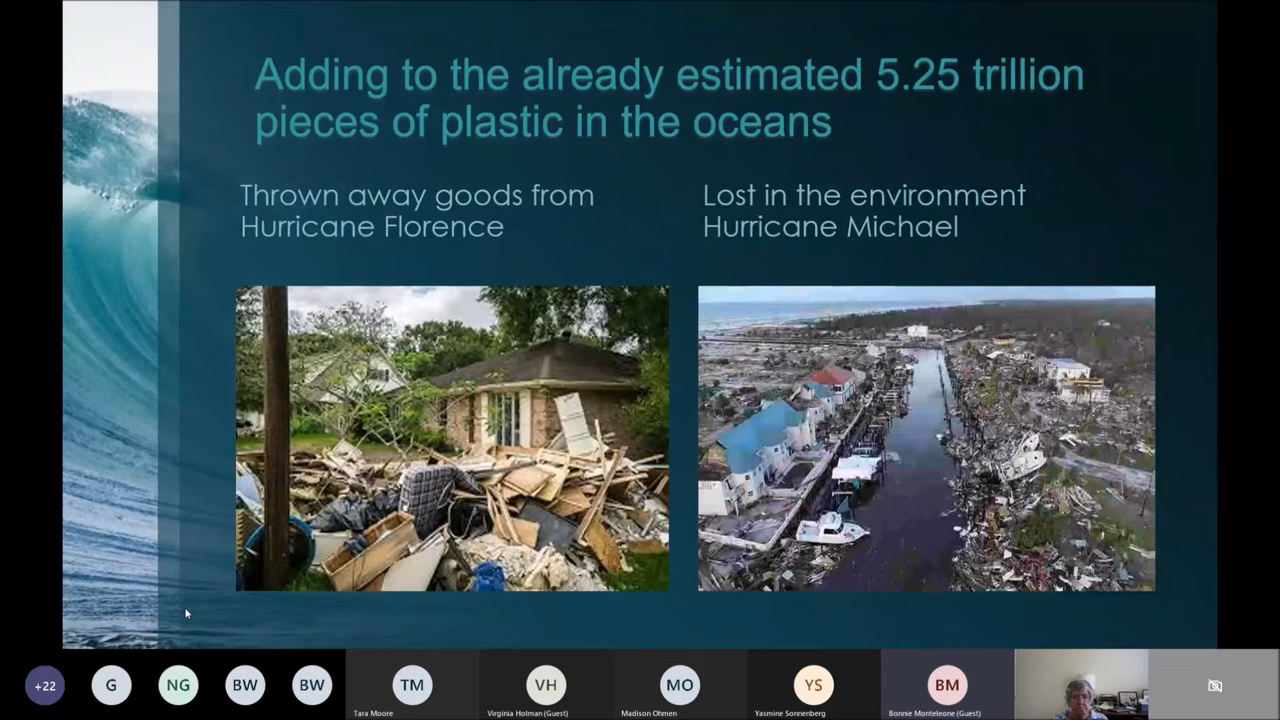 Adding to the already estimated 5.25 trillion
pieces of plastic in the oceans
Thrown away goods from
Hurricane Florence
Lost in the environment
Hurricane Michael
+22
G
NG
BW
BW
TM
VH
MO
YS
BM
Tara Moore
Virginia Holman (Guest)
Madison Ohmen
Yasmine Sonnenberg
Bonnie Monteleone (Guest)